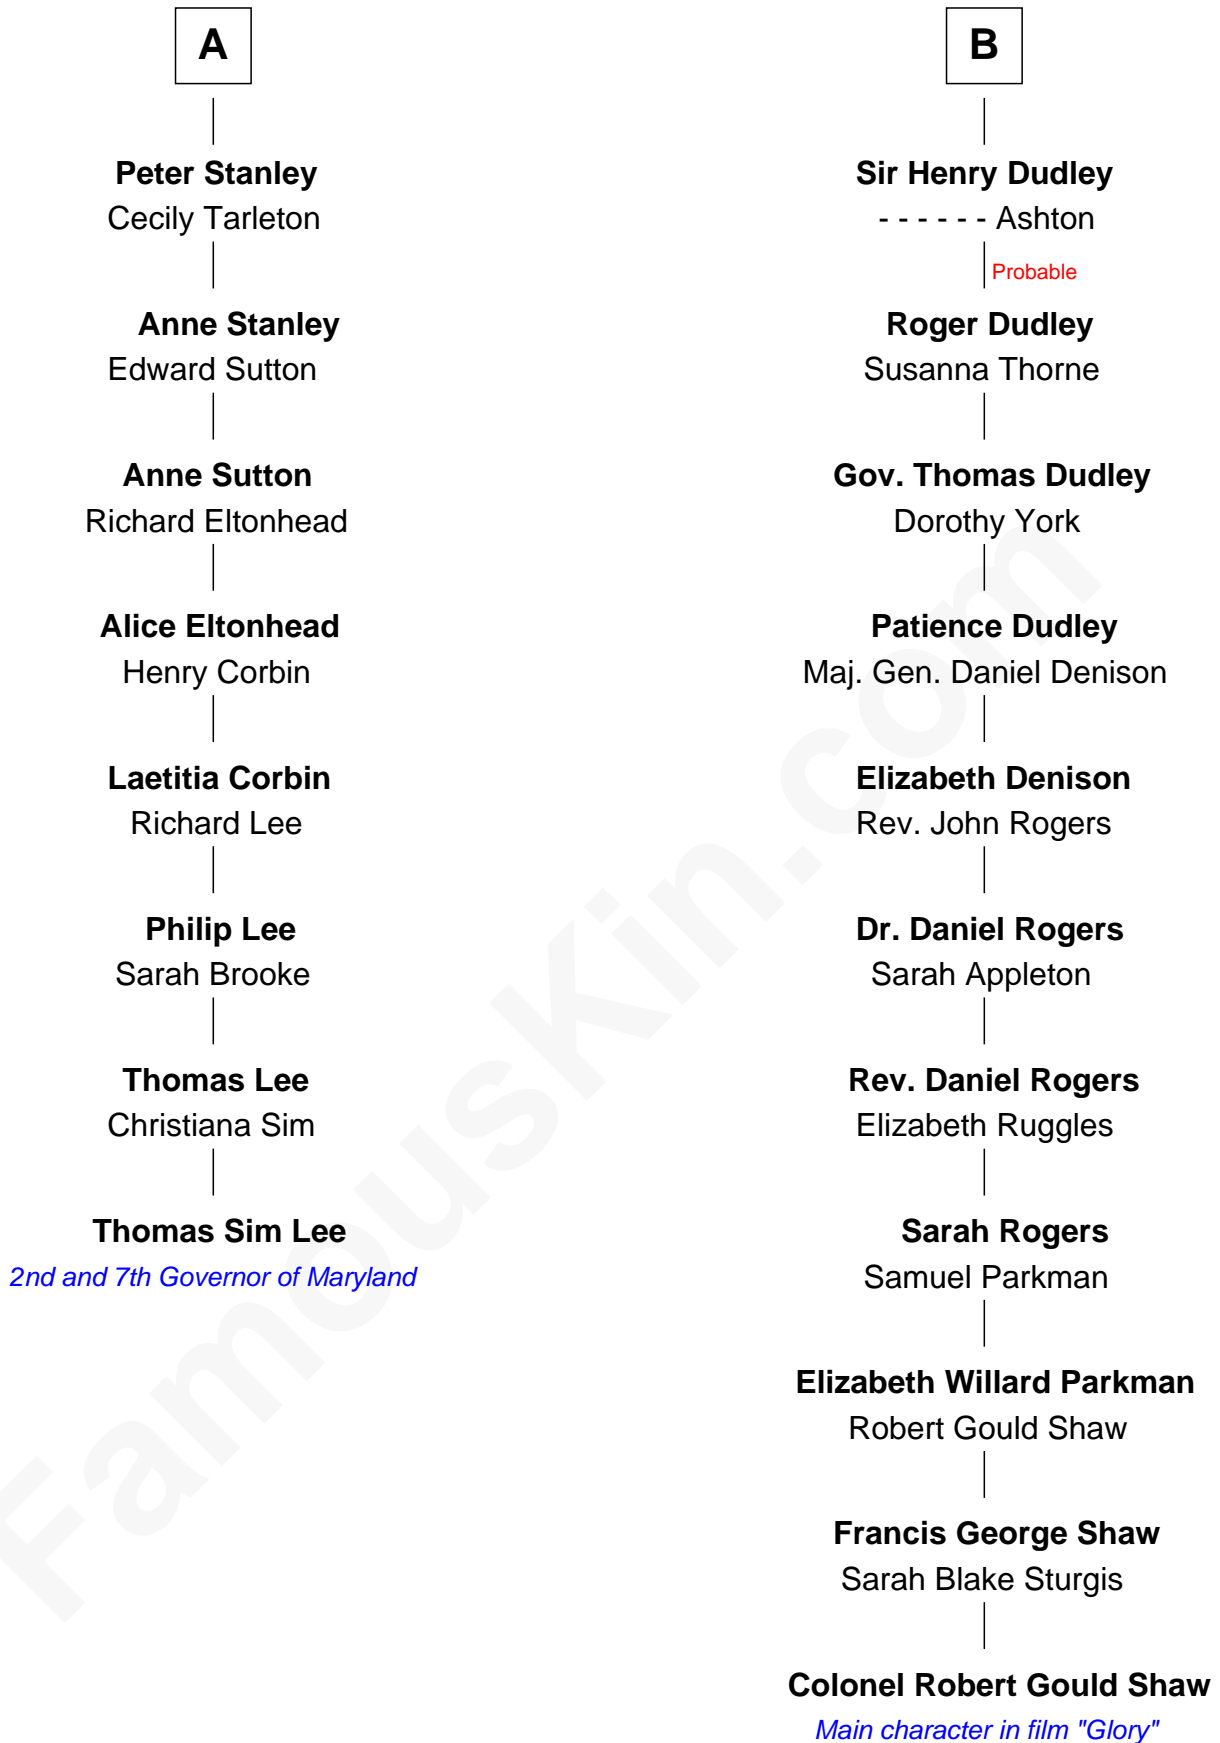 A
Peter Stanley
Cecily Tarleton
Anne Stanley
Edward Sutton
Anne Sutton
Richard Eltonhead
Alice Eltonhead
Henry Corbin
Laetitia Corbin
Richard Lee
Philip Lee
Sarah Brooke
Thomas Lee
Christiana Sim
Thomas Sim Lee
2nd and 7th Governor of Maryland
B
Sir Henry Dudley
- - - - - - Ashton
Probable
Roger Dudley
Susanna Thorne
Gov. Thomas Dudley
Dorothy York
Patience Dudley
Maj. Gen. Daniel Denison
Elizabeth Denison
Rev. John Rogers
Dr. Daniel Rogers
Sarah Appleton
Rev. Daniel Rogers
Elizabeth Ruggles
Sarah Rogers
Samuel Parkman
Elizabeth Willard Parkman
Robert Gould Shaw
Francis George Shaw
Sarah Blake Sturgis
Colonel Robert Gould Shaw
Main character in film "Glory"
FamousKin.com